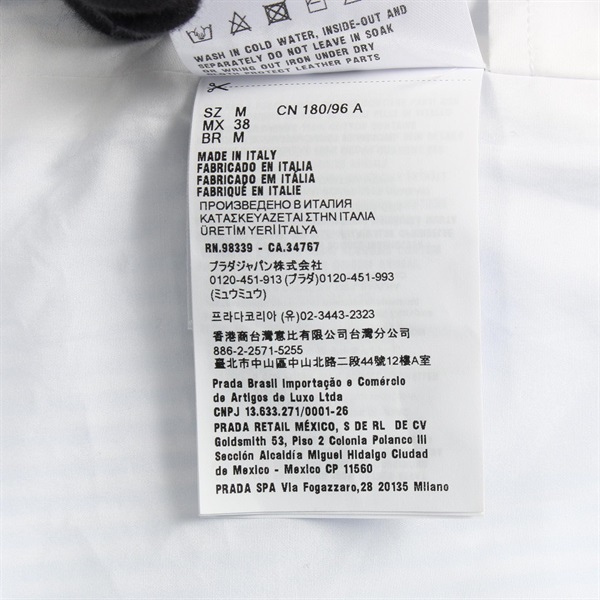 WASH IN COLD WATER, INSIDE-OUT AND
SEPARATELY DO NOT LEAVE IN SOAK
OR WRING OUT IRON UNDER DRY
PROTECT LEATHER PARTS
SZ M CN 180/96 A
MX 38
BR M
MADE IN ITALY
FABRICADO EN ITALIA
FABRICADO EM ITÁLIA
FABRIQUÉ EN ITALIE
ПРОИЗВЕДЕНО В ИТАЛИЯ
ΚΑΤΑΣΚΕΥΑΖΕΤΑΙ ΣΤΗΝ ΙΤΑΛΙΑ
ÜRETİM YERİ İTALYA
RN.98339 - CA.34767
プラダジャパン株式会社
0120-451-913 (プラダ)0120-451-993
(ミュウミュウ)
프라다코리아 (유)02-3443-2323
香港商台灣意比有限公司台灣分公司
886-2-2571-5255
臺北市中山區中山北路二段44號12樓A室
Prada Brasil Importação e Comércio
de Artigos de Luxo Ltda
CNPJ 13.633.271/0001-26
PRADA RETAIL MÉXICO, S DE RL DE CV
Goldsmith 53, Piso 2 Colonia Polanco III
Sección Alcaldía Miguel Hidalgo Ciudad
de Mexico - Mexico CP 11560
PRADA SPA Via Fogazzaro,28 20135 Milano